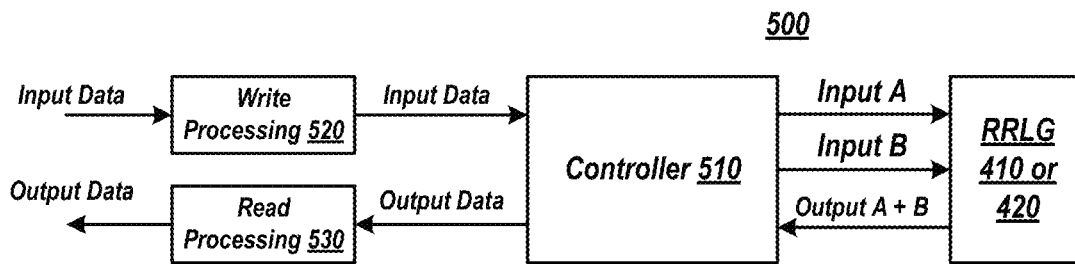 500
Input Data
Write
Processing 520
Input Data
Controller 510
Input A
Input B
Output A + B
RRLG
410 or
420
Output Data
Read
Processing 530
Output Data